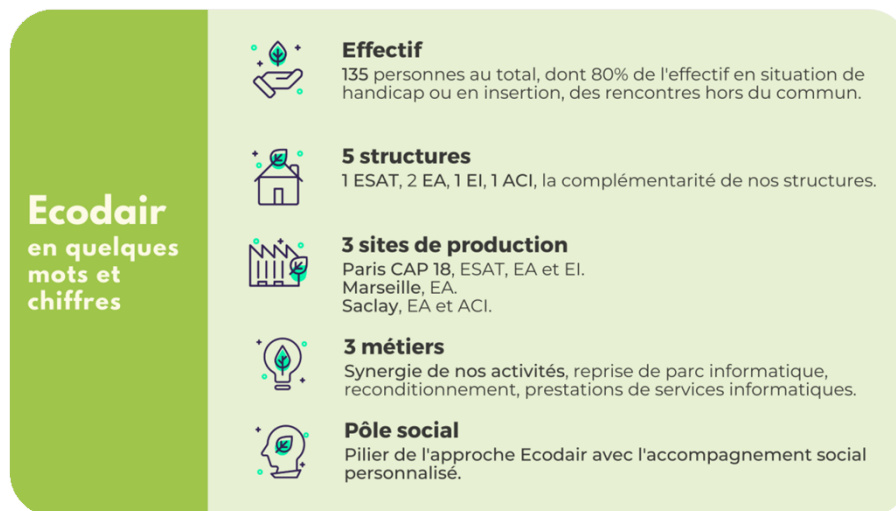 Ecodair
en quelques
mots et
chiffres
Effectif
135 personnes au total, dont 80% de l'effectif en situation de
handicap ou en insertion, des rencontres hors du commun.
5 structures
1 ESAT, 2 EA, 1 EI, 1 ACI, la complémentarité de nos structures.
3 sites de production
Paris CAP 18, ESAT, EA et EI.
Marseille, EA.
Saclay, EA et ACI.
3 métiers
Synergie de nos activités, reprise de parc informatique,
reconditionnement, prestations de services informatiques.
Pôle social
Pilier de l'approche Ecodair avec l'accompagnement social
personnalisé.